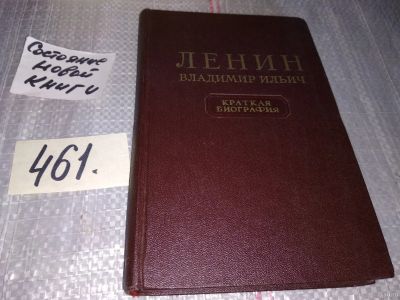 Состояние
новой
книги
461.
ЛЕНИН
ВЛАДИМИР ИЛЬИЧ
КРАТКАЯ
БИОГРАФИЯ